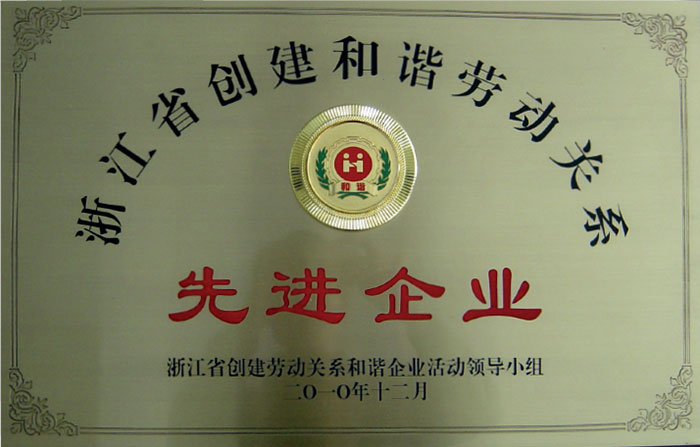 浙江省创建和谐劳动关系
和谐
先进企业
浙江省创建劳动关系和谐企业活动领导小组
二〇一〇年十二月